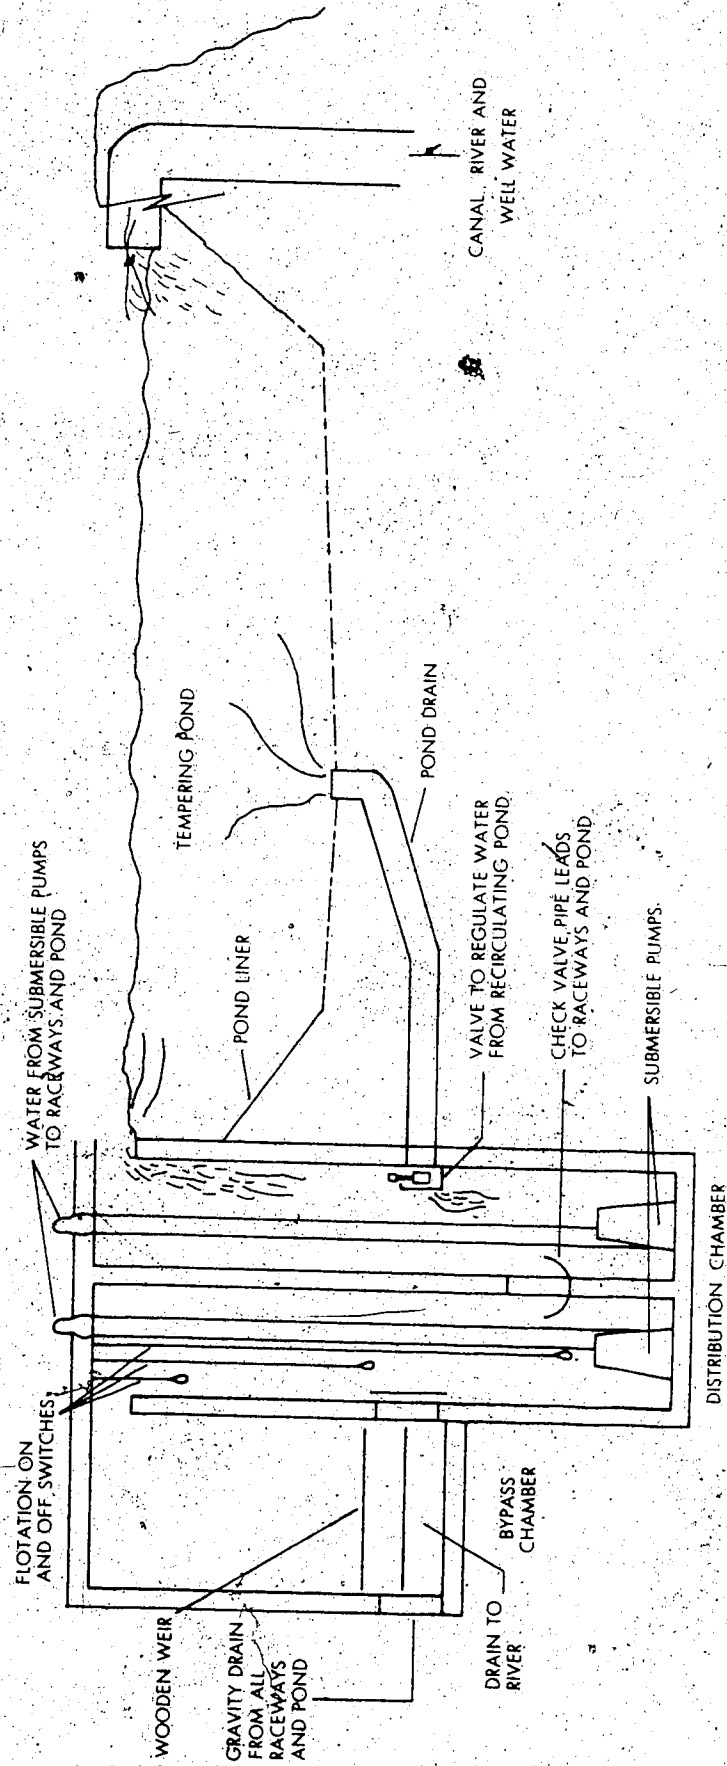 FLOTATION ON
AND OFF SWITCHES
WATER FROM SUBMERSIBLE PUMPS
TO RACEWAYS AND POND
WOODEN WEIR
GRAVITY DRAIN
FROM ALL
RACEWAYS
AND POND
DRAIN TO
RIVER
BYPASS
CHAMBER
POND LINER
TEMPERING POND
POND DRAIN
VALVE TO REGULATE WATER
FROM RECIRCULATING POND
CHECK VALVE, PIPE LEADS
TO RACEWAYS AND POND
SUBMERSIBLE PUMPS
DISTRIBUTION CHAMBER
CANAL, RIVER AND
WELL WATER